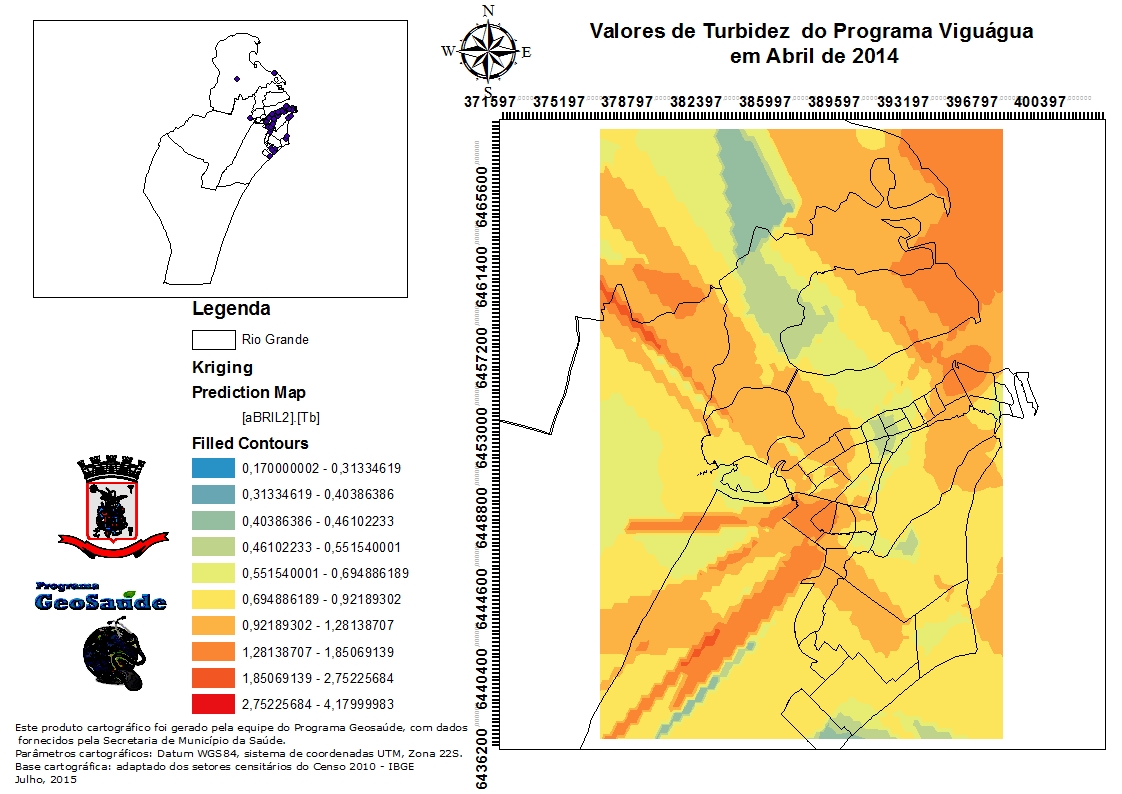 Valores de Turbidez do Programa Viguágua
em Abril de 2014
N
W
E
S
371597 375197 378797 382397 385997 389597 393197 396797 400397
6465600
6461400
6457200
6453000
6448800
6444600
6440400
6436200
Legenda
Rio Grande
Kriging
Prediction Map
[aBRIL2].[Tb]
Filled Contours
0,170000002 - 0,31334619
0,31334619 - 0,40386386
0,40386386 - 0,46102233
0,46102233 - 0,551540001
0,551540001 - 0,694886189
0,694886189 - 0,92189302
0,92189302 - 1,28138707
1,28138707 - 1,85069139
1,85069139 - 2,75225684
2,75225684 - 4,17999983
Programa
GeoSaúde
Este produto cartográfico foi gerado pela equipe do Programa Geosaúde, com dados
fornecidos pela Secretaria de Município da Saúde.
Parâmetros cartográficos: Datum WGS84, sistema de coordenadas UTM, Zona 22S.
Base cartográfica: adaptado dos setores censitários do Censo 2010 - IBGE
Julho, 2015